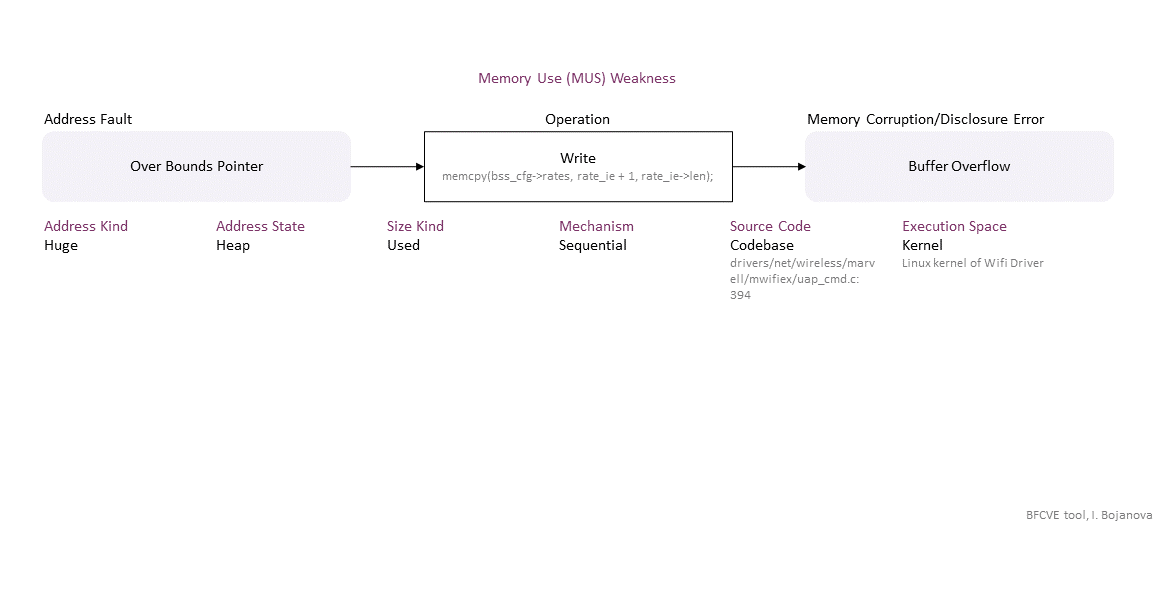 Memory Use (MUS) Weakness
Address Fault
Operation
Memory Corruption/Disclosure Error
Over Bounds Pointer
Write
memcpy(bss_cfg->rates, rate_ie + 1, rate_ie->len);
Buffer Overflow
Address Kind
Huge
Address State
Heap
Size Kind
Used
Mechanism
Sequential
Source Code
Codebase
drivers/net/wireless/marv
ell/mwifiex/uap_cmd.c:
394
Execution Space
Kernel
Linux kernel of Wifi Driver
BFCVE tool, I. Bojanova